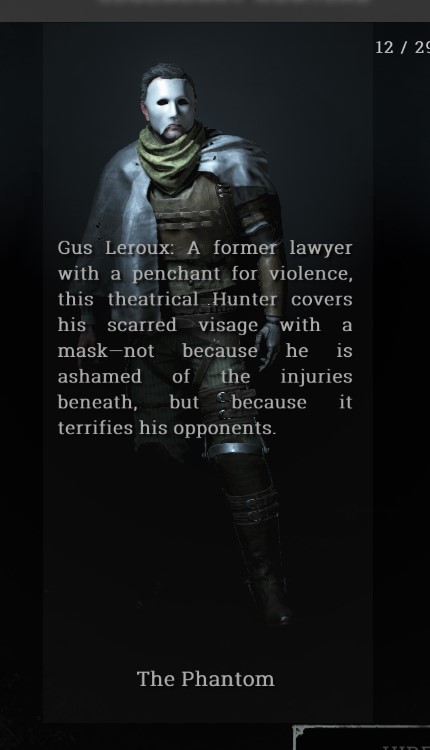 12 / 29
Gus Leroux: A former lawyer
with a penchant for violence,
this theatrical Hunter covers
his scarred visage with a
mask—not because he is
ashamed of the injuries
beneath, but because it
terrifies his opponents.
The Phantom